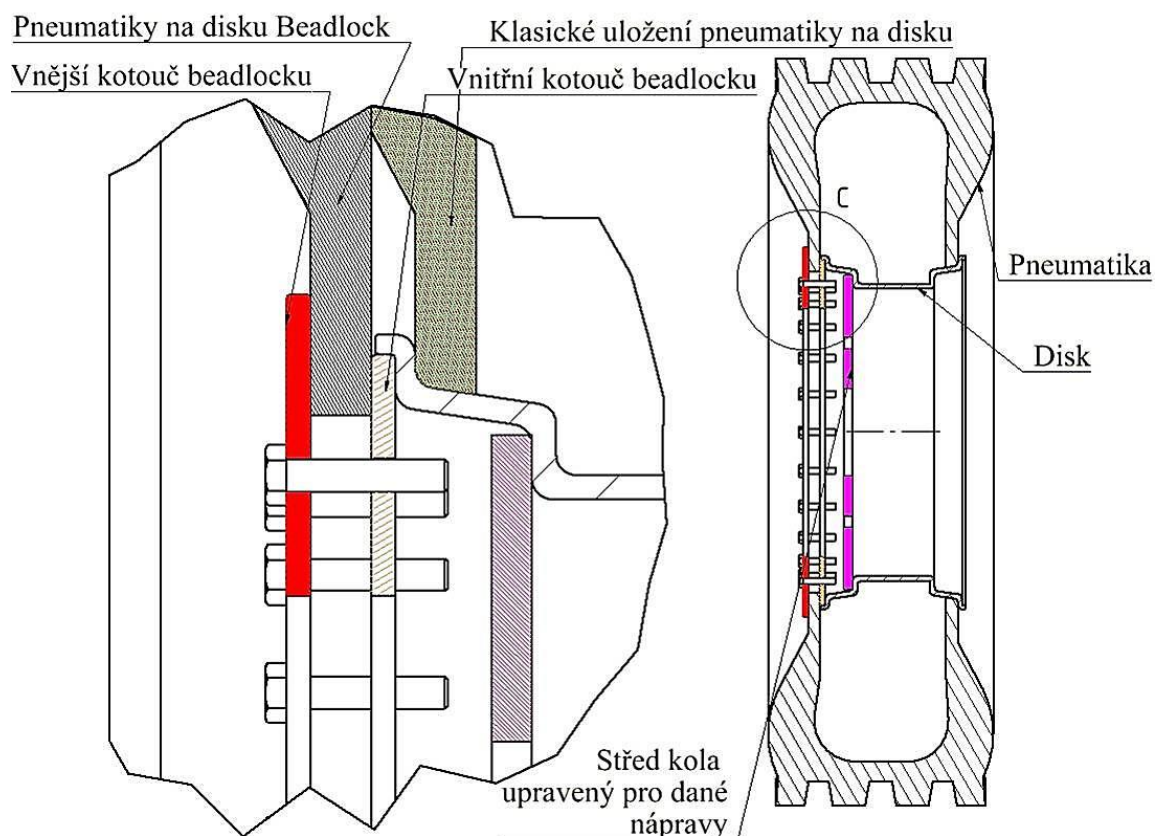 Pneumatiky na disku Beadlock
Klasické uložení pneumatiky na disku
Vnější kotouč beadlocku
Vnitřní kotouč beadlocku
C
Pneumatika
Disk
Střed kola
upravený pro dané
nápravy